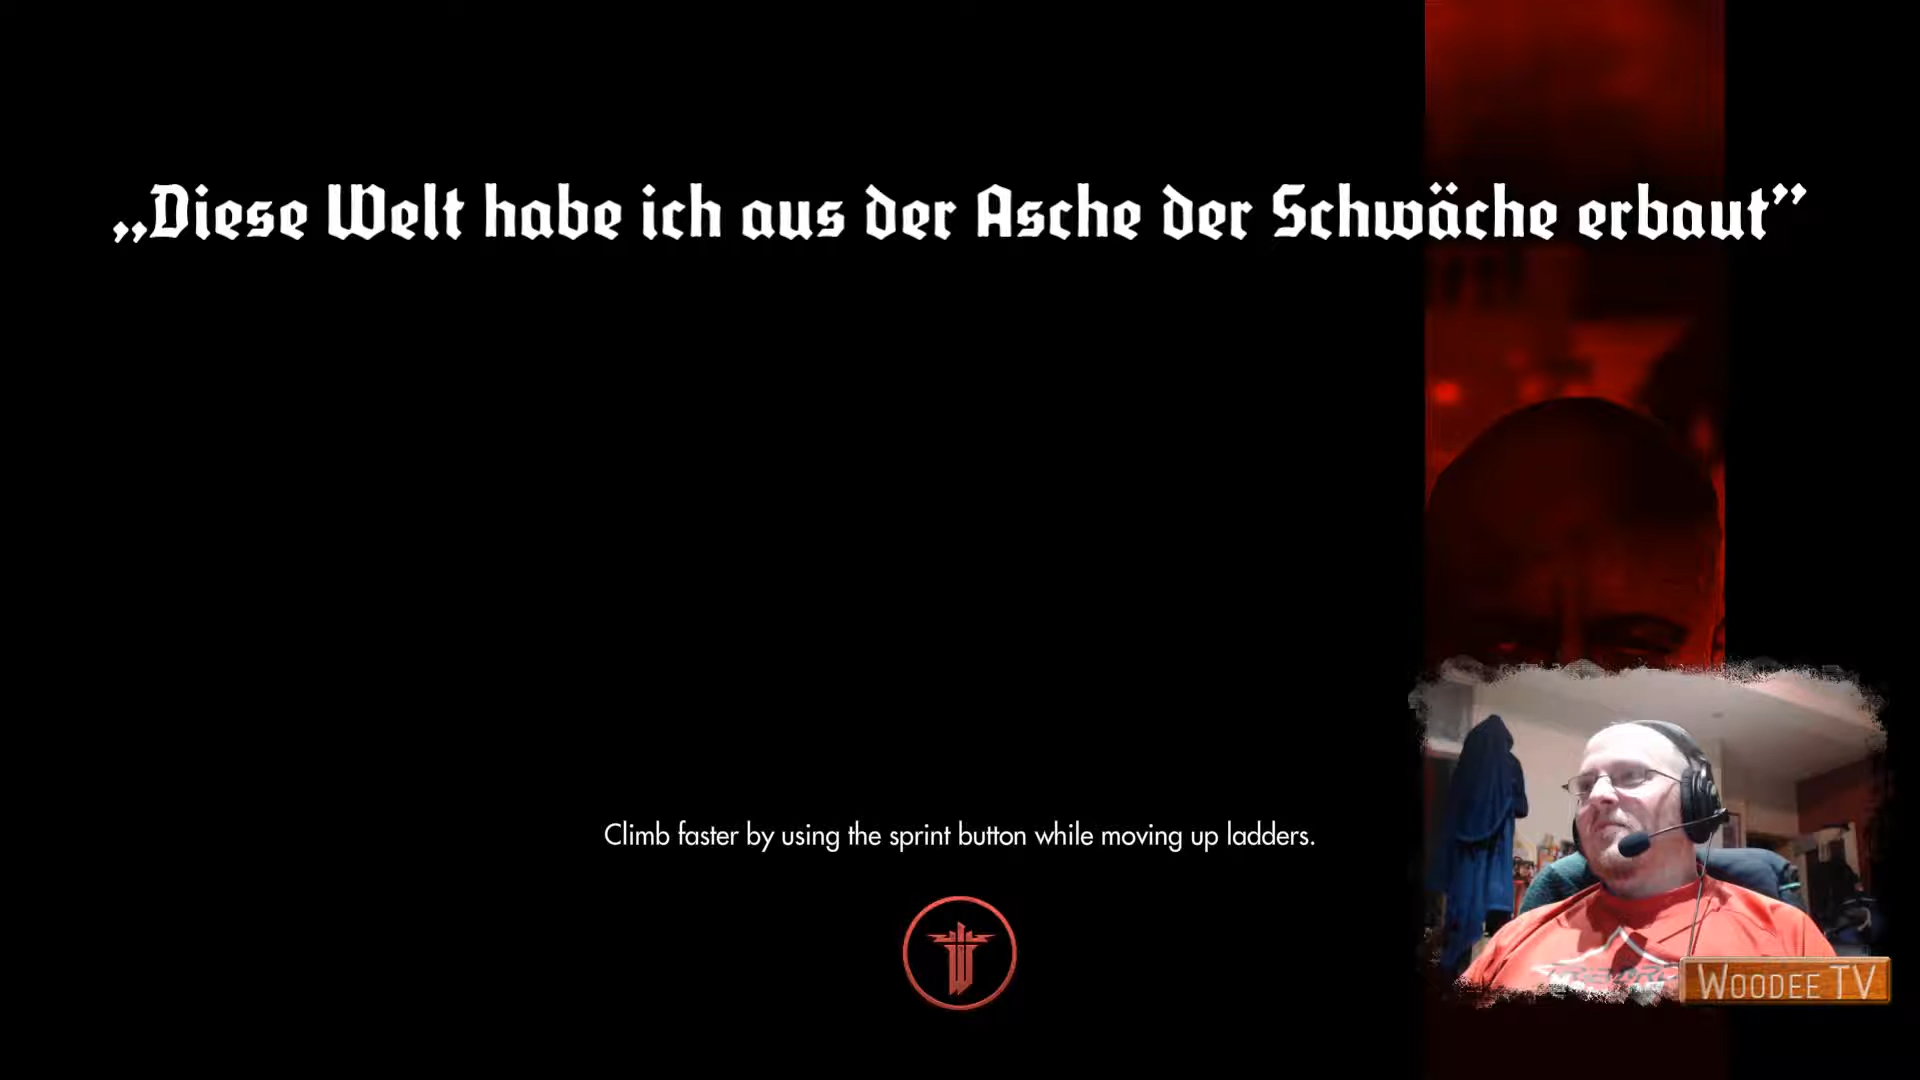 „Diese Welt habe ich aus der Asche der Schwäche erbaut”
Climb faster by using the sprint button while moving up ladders.
WOODEE TV